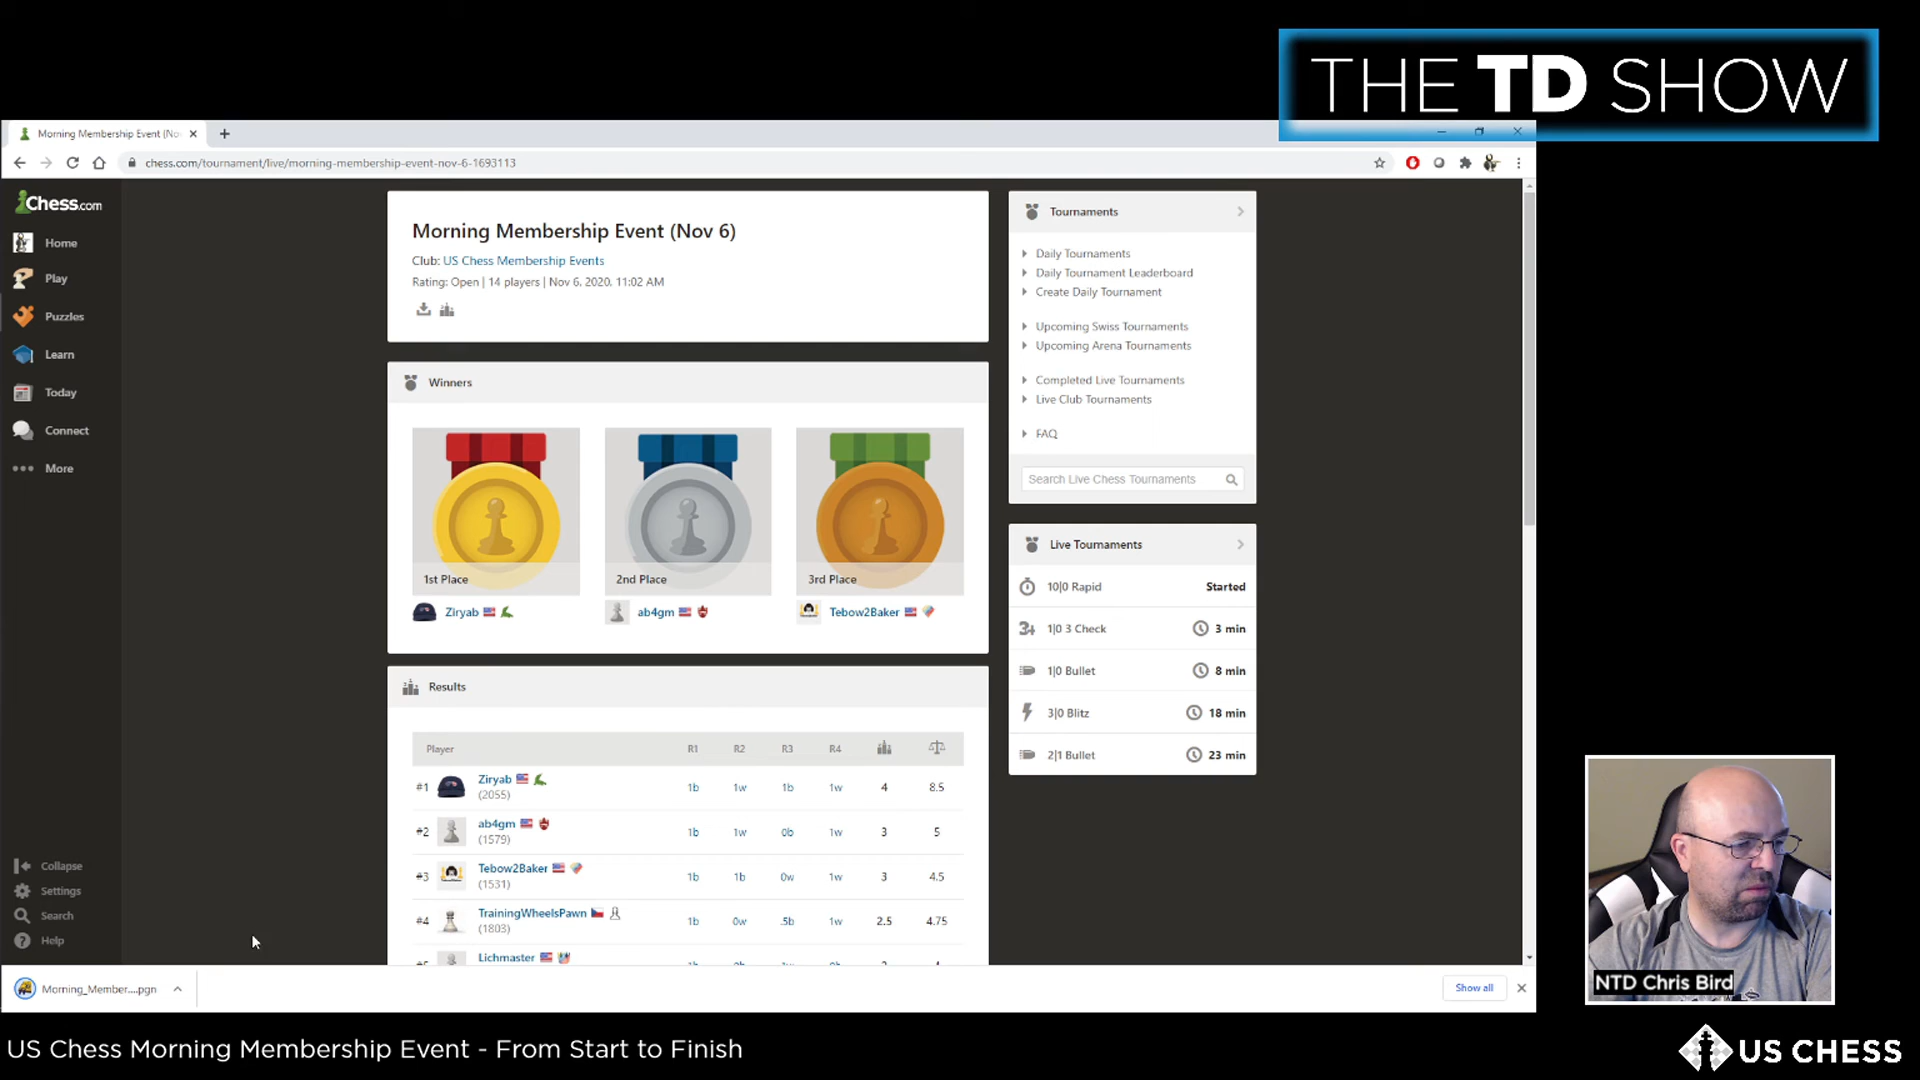 THE TD SHOW
Morning Membership Event (No
chess.com/tournament/live/morning-membership-event-nov-6-1693113
Chess.com
Home
Play
Puzzles
Learn
Today
Connect
More
Collapse
Settings
Search
Help
Morning Membership Event (Nov 6)
Club: US Chess Membership Events
Rating: Open | 14 players | Nov 6, 2020, 11:02 AM
Winners
1st Place
2nd Place
3rd Place
Ziryab
ab4gm
Tebow2Baker
Results
Player R1 R2 R3 R4
#1 Ziryab (2055) 1b 1w 1b 1w 4 8.5
#2 ab4gm (1579) 1b 1w 0b 1w 3 5
#3 Tebow2Baker (1531) 1b 1b 0w 1w 3 4.5
#4 TrainingWheelsPawn (1803) 1b 0w .5b 1w 2.5 4.75
Lichmaster
Tournaments
Daily Tournaments
Daily Tournament Leaderboard
Create Daily Tournament
Upcoming Swiss Tournaments
Upcoming Arena Tournaments
Completed Live Tournaments
Live Club Tournaments
FAQ
Search Live Chess Tournaments
Live Tournaments
10|0 Rapid Started
3+ 1|0 3 Check 3 min
1|0 Bullet 8 min
3|0 Blitz 18 min
2|1 Bullet 23 min
Morning_Member....pgn
Show all
NTD Chris Bird
US Chess Morning Membership Event - From Start to Finish
US CHESS